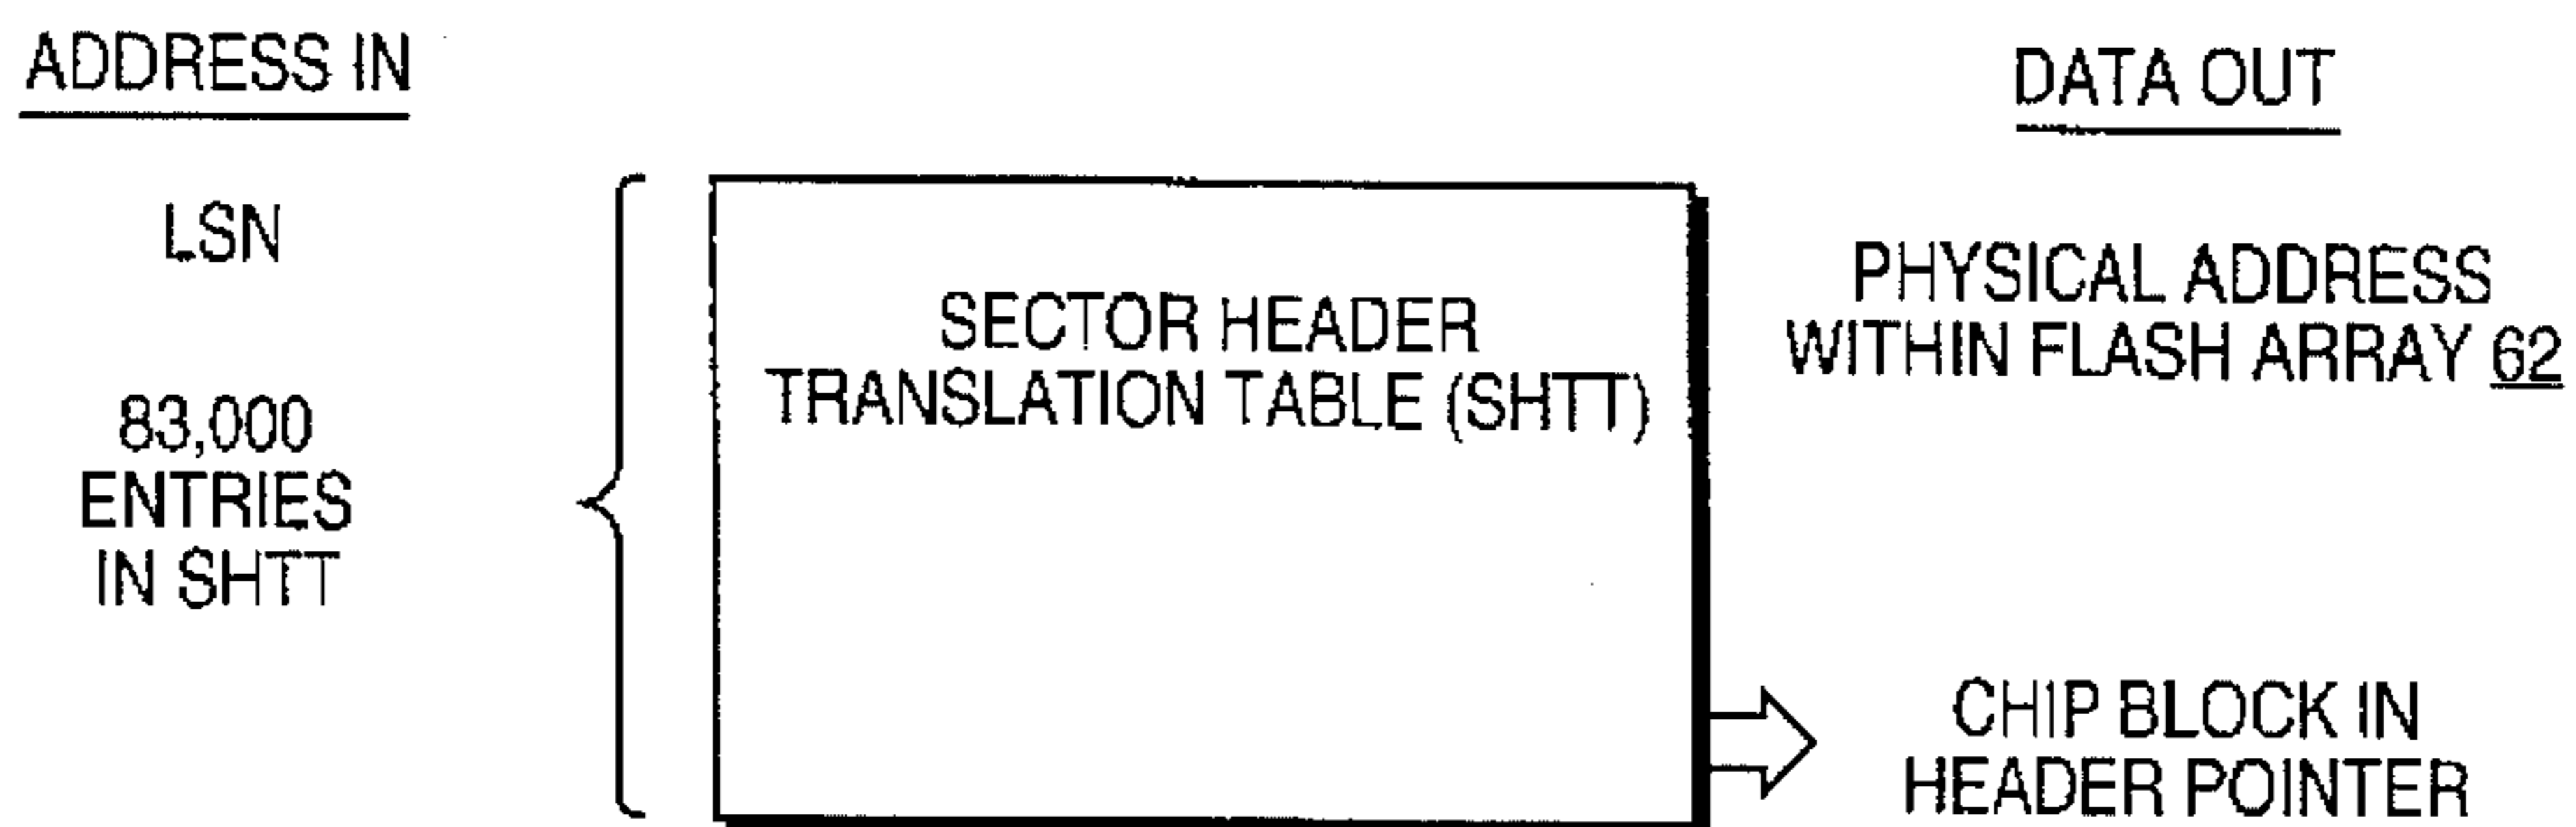 ADDRESS IN
LSN
83,000
ENTRIES
IN SHTT
SECTOR HEADER
TRANSLATION TABLE (SHTT)
DATA OUT
PHYSICAL ADDRESS
WITHIN FLASH ARRAY 62
CHIP BLOCK IN
HEADER POINTER